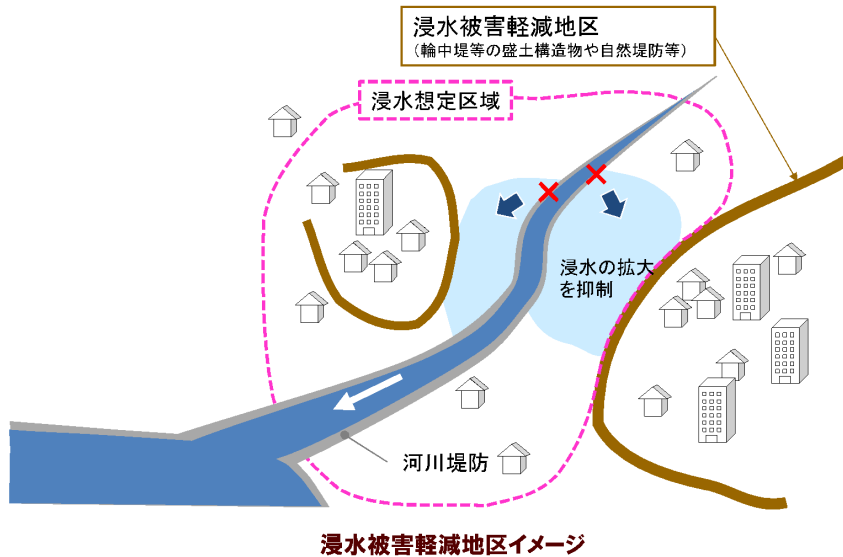 浸水被害軽減地区
（輪中堤等の盛土構造物や自然堤防等）
浸水想定区域
浸水の拡大
を抑制
河川堤防
浸水被害軽減地区イメージ